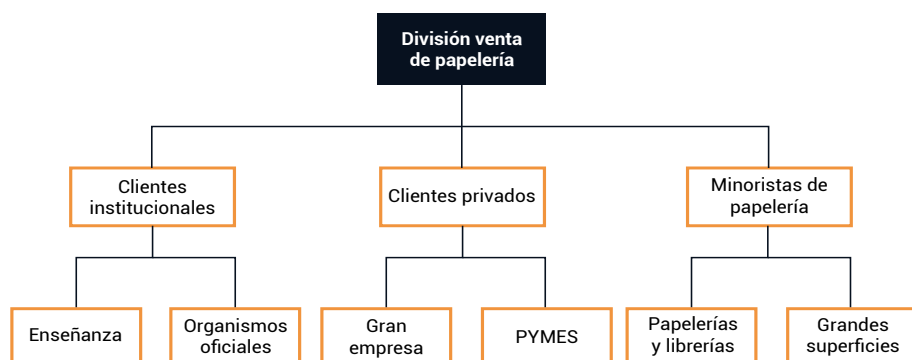 División venta
de papelería
Clientes
institucionales
Clientes privados
Minoristas de
papelería
Enseñanza
Organismos
oficiales
Gran
empresa
PYMES
Papelerías
y librerías
Grandes
superficies